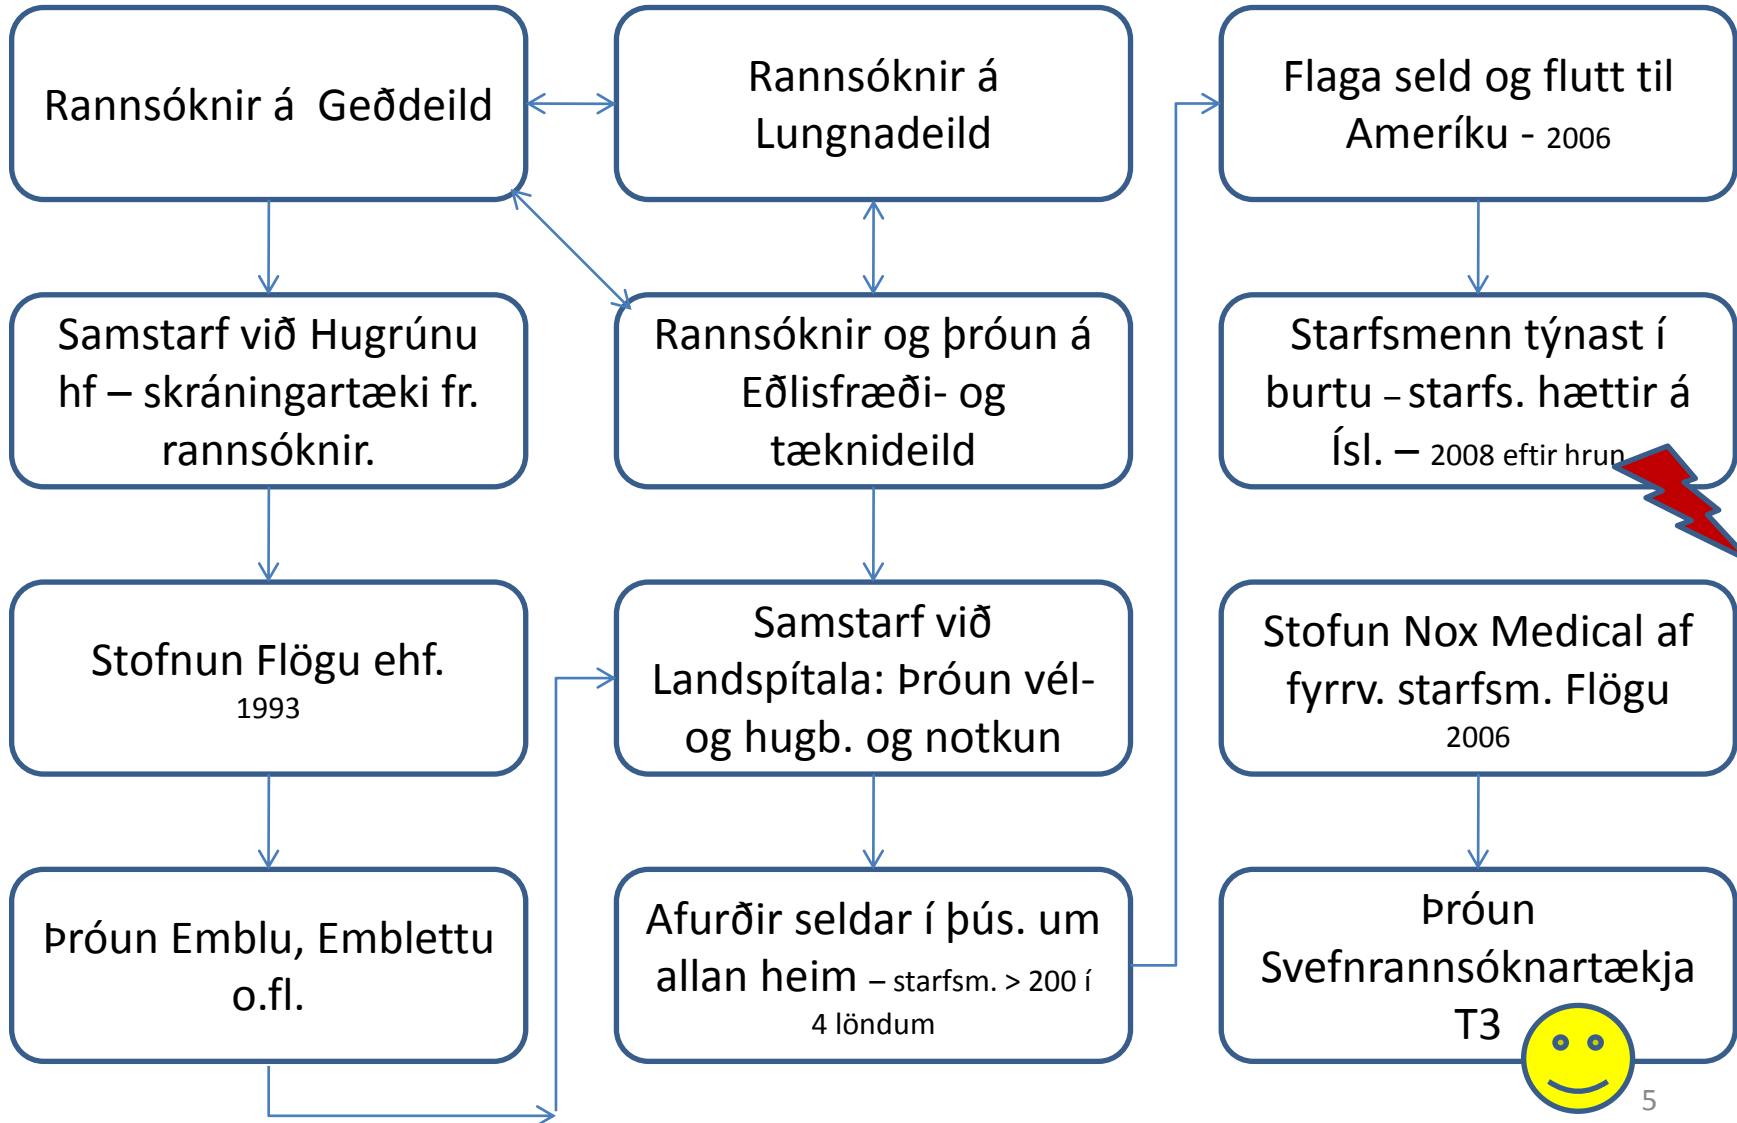 Rannsóknir á Geðdeild
Samstarf við Hugrúnu
hf – skráningartæki fr.
rannsóknir.
Stofnun Flögu ehf.
1993
Þróun Emblu, Emblettu
o.fl.
Rannsóknir á
Lungnadeild
Rannsóknir og þróun á
Eðlisfræði- og
tæknideild
Samstarf við
Landspítala: Þróun vél-
og hugb. og notkun
Afurðir seldar í þús. um
allan heim – starfsm. > 200 í
4 löndum
Flaga seld og flutt til
Ameríku - 2006
Starfsmenn týnast í
burtu – starfs. hættir á
Ísl. – 2008 eftir hrun
Stofun Nox Medical af
fyrrv. starfsm. Flögu
2006
Þróun
Svefnrannsóknartækja
T3
5